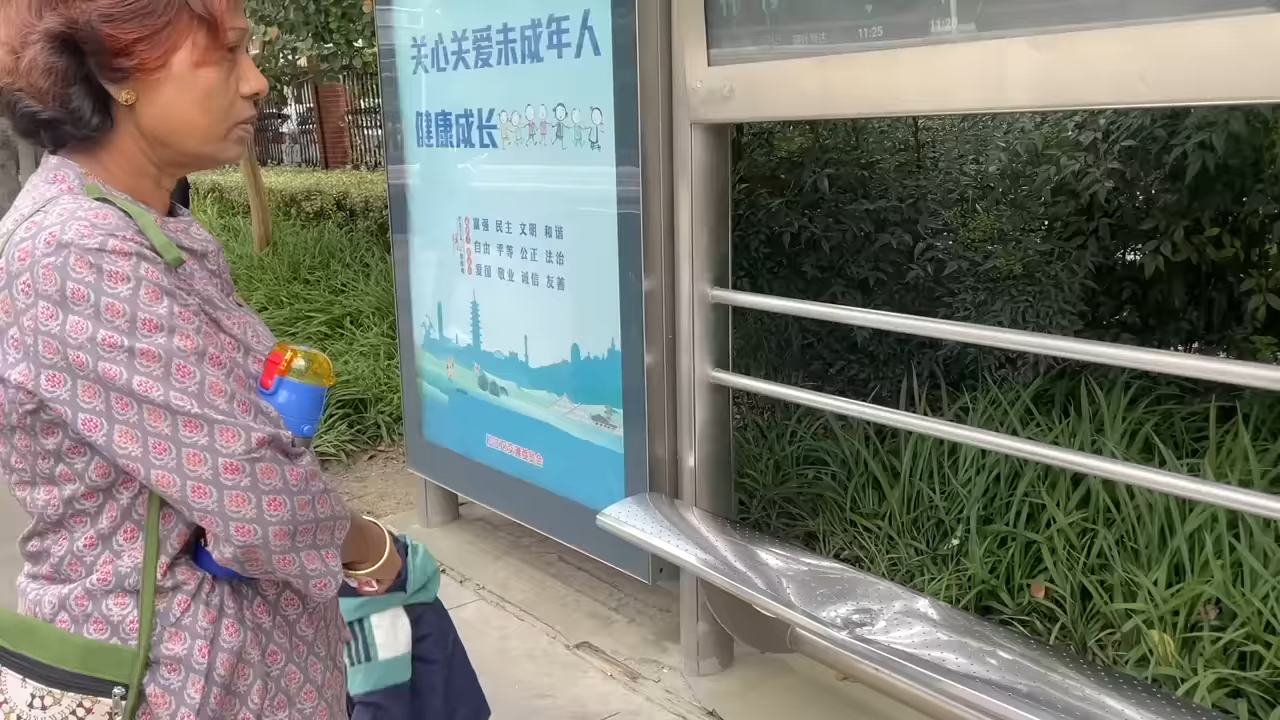 关心关爱未成年人
健康成长
富强 民主 文明 和谐
自由 平等 公正 法治
爱国 敬业 诚信 友善
11:25
11:20